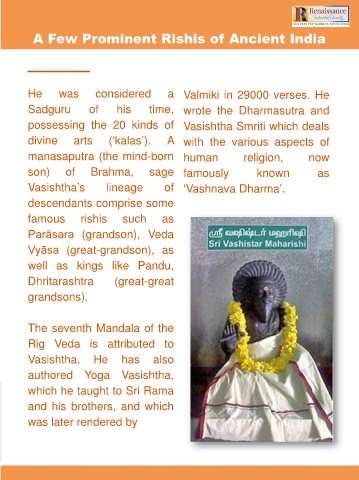 Renaissance
A Few Prominent Rishis of Ancient India
He was considered a
Sadguru of his time,
possessing the 20 kinds of
divine arts (‘kalas’). A
manasaputra (the mind-born
son) of Brahma, sage
Vasishtha’s lineage of
descendants comprise some
famous rishis such as
Parāsara (grandson), Veda
Vyāsa (great-grandson), as
well as kings like Pandu,
Dhritarashtra (great-great
grandsons).
The seventh Mandala of the
Rig Veda is attributed to
Vasishtha. He has also
authored Yoga Vasishtha,
which he taught to Sri Rama
and his brothers, and which
was later rendered by
Valmiki in 29000 verses. He
wrote the Dharmasutra and
Vasishtha Smriti which deals
with the various aspects of
human religion, now
famously known as
‘Vashnava Dharma’.
ஸ்ரீ வஷிஷ்டர் மஹரிஷி
Sri Vashistar Maharishi